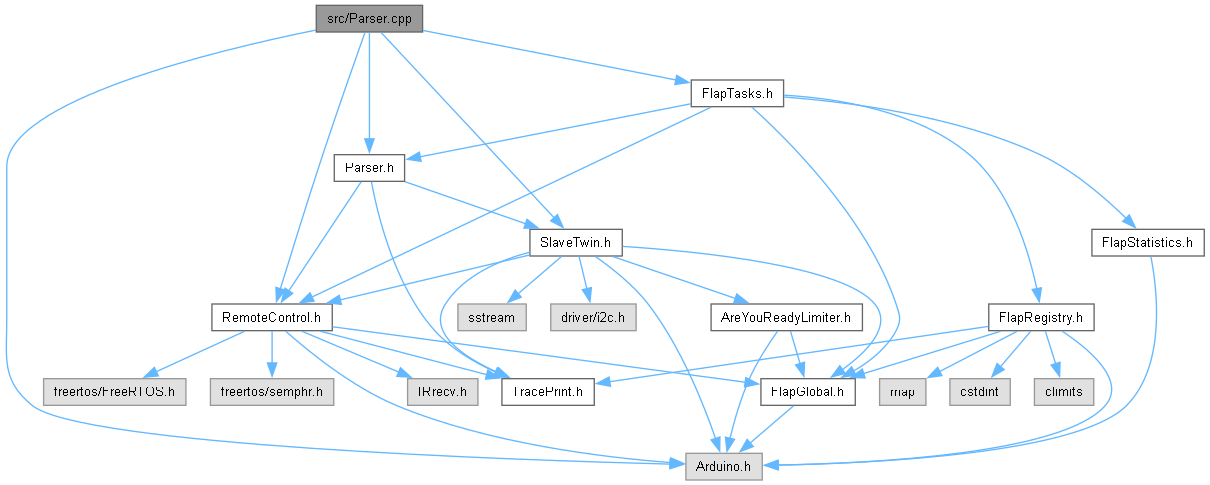 src/Parser.cpp
FlapTasks.h
Parser.h
SlaveTwin.h
FlapStatistics.h
RemoteControl.h
sstream
driver/i2c.h
AreYouReadyLimiter.h
FlapRegistry.h
freertos/FreeRTOS.h
freertos/semphr.h
IRrecv.h
TracePrint.h
FlapGlobal.h
map
cstdint
climits
Arduino.h